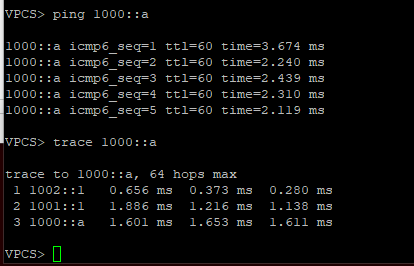 VPCS> ping 1000::a
1000::a icmp6_seq=1 ttl=60 time=3.674 ms
1000::a icmp6_seq=2 ttl=60 time=2.240 ms
1000::a icmp6_seq=3 ttl=60 time=2.439 ms
1000::a icmp6_seq=4 ttl=60 time=2.310 ms
1000::a icmp6_seq=5 ttl=60 time=2.119 ms
VPCS> trace 1000::a
trace to 1000::a, 64 hops max
1 1002::1 0.656 ms 0.373 ms 0.280 ms
2 1001::1 1.886 ms 1.216 ms 1.138 ms
3 1000::a 1.601 ms 1.653 ms 1.611 ms
VPCS>